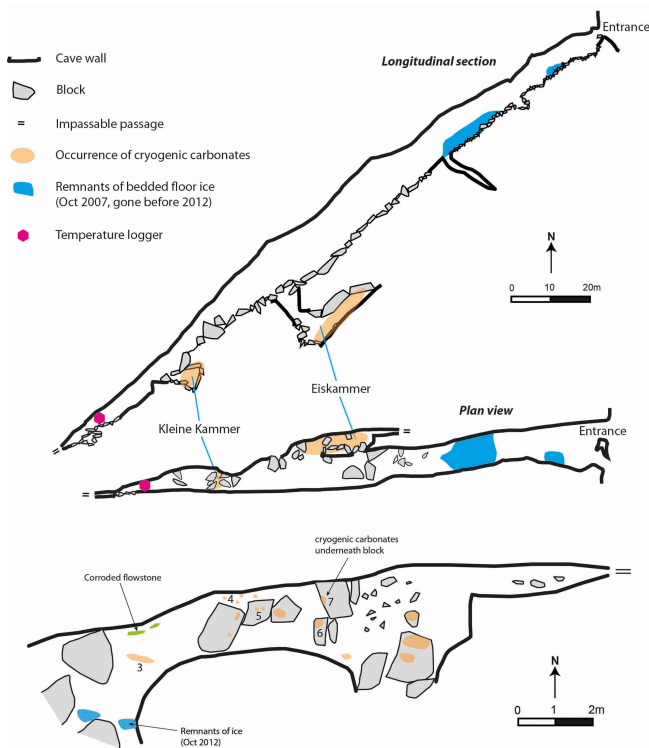 Entrance
Longitudinal section
Cave wall
Block
= Impassable passage
Occurrence of cryogenic carbonates
Remnants of bedded floor ice
(Oct 2007, gone before 2012)
Temperature logger
N
0 10 20m
=
Eiskammer
Kleine Kammer
Plan view
=
Entrance
=
cryogenic carbonates
underneath block
Corroded flowstone
=
4
7
5
6
3
N
0 1 2m
Remnants of ice
(Oct 2012)